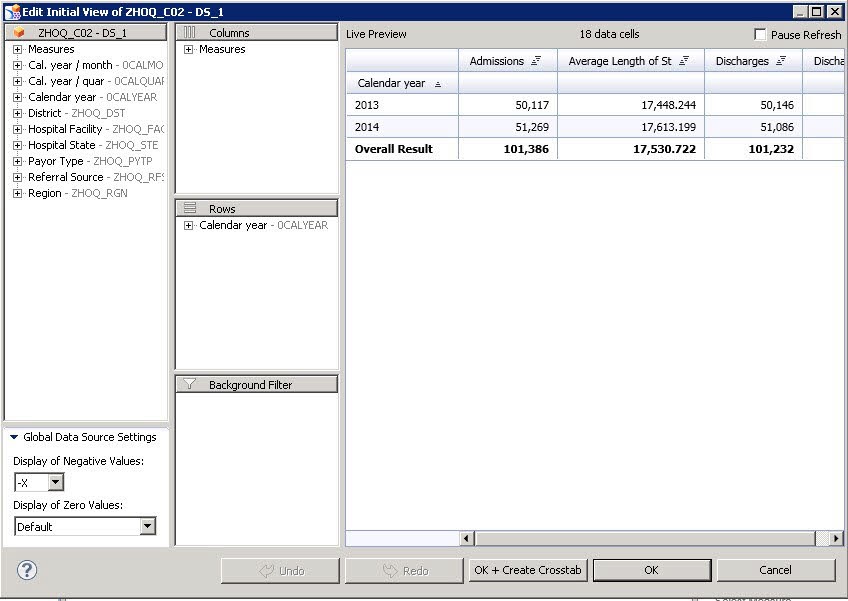 Edit Initial View of ZHOQ_C02 - DS_1
ZHOQ_C02 - DS_1
Measures
Cal. year / month - 0CALMO
Cal. year / quar - 0CALQUAR
Calendar year - 0CALYEAR
District - ZHOQ_DST
Hospital Facility - ZHOQ_FAC
Hospital State - ZHOQ_STE
Payor Type - ZHOQ_PYTP
Referral Source - ZHOQ_RFS
Region - ZHOQ_RGN
Global Data Source Settings
Display of Negative Values:
-X
Display of Zero Values:
Default
Columns
Measures
Rows
Calendar year - 0CALYEAR
Background Filter
Live Preview 18 data cells Pause Refresh
Admissions Average Length of St Discharges Discha
Calendar year
2013 50,117 17,448.244 50,146
2014 51,269 17,613.199 51,086
Overall Result 101,386 17,530.722 101,232
? Undo Redo OK + Create Crosstab OK Cancel